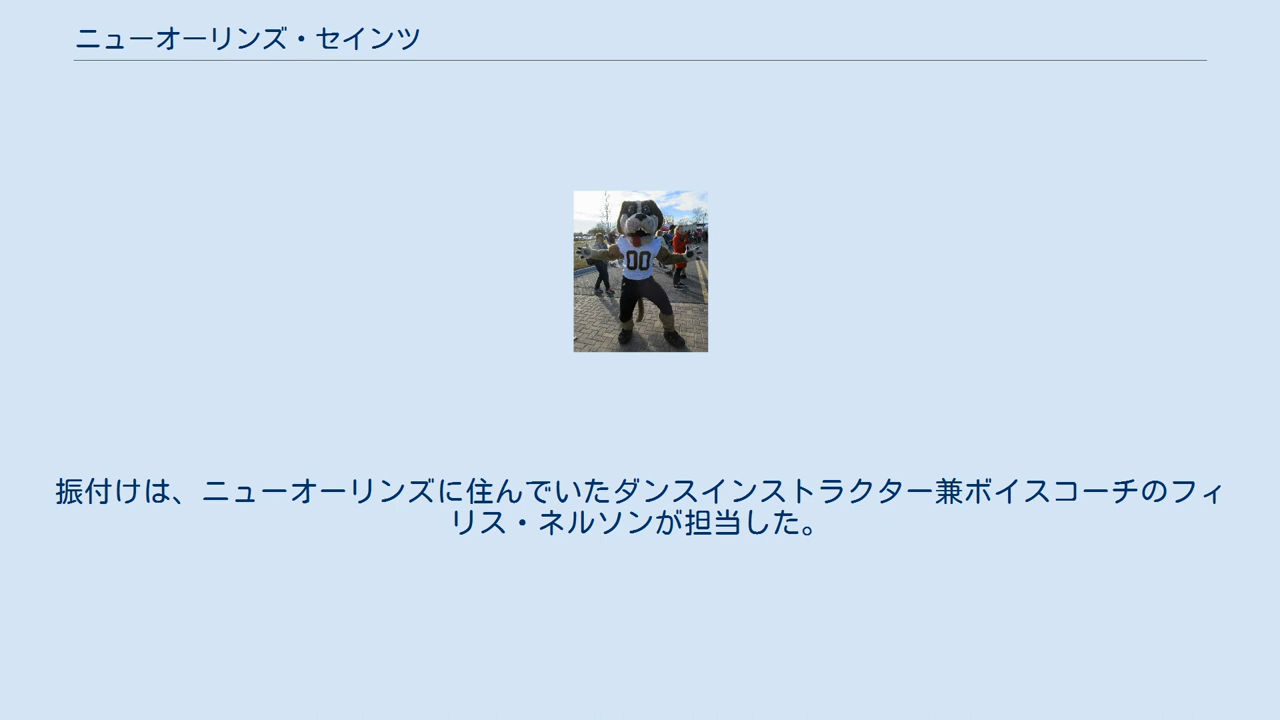 ニューオーリンズ・セインツ
00
振付けは、ニューオーリンズに住んでいたダンスインストラクター兼ボイスコーチのフィ
リス・ネルソンが担当した。